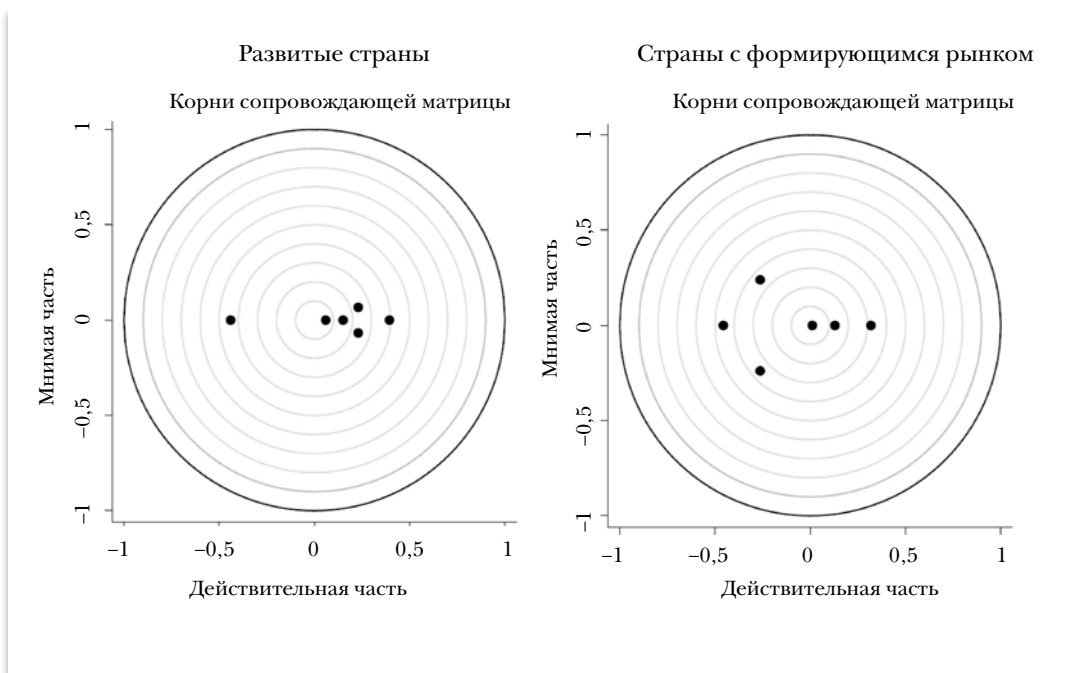 Развитые страны
Корни сопровождающей матрицы
Мнимая часть
1
0,5
0
−0,5
−1
−1
−0,5
0
0,5
1
Действительная часть
Страны с формирующимся рынком
Корни сопровождающей матрицы
Мнимая часть
1
0,5
0
−0,5
−1
−1
−0,5
0
0,5
1
Действительная часть